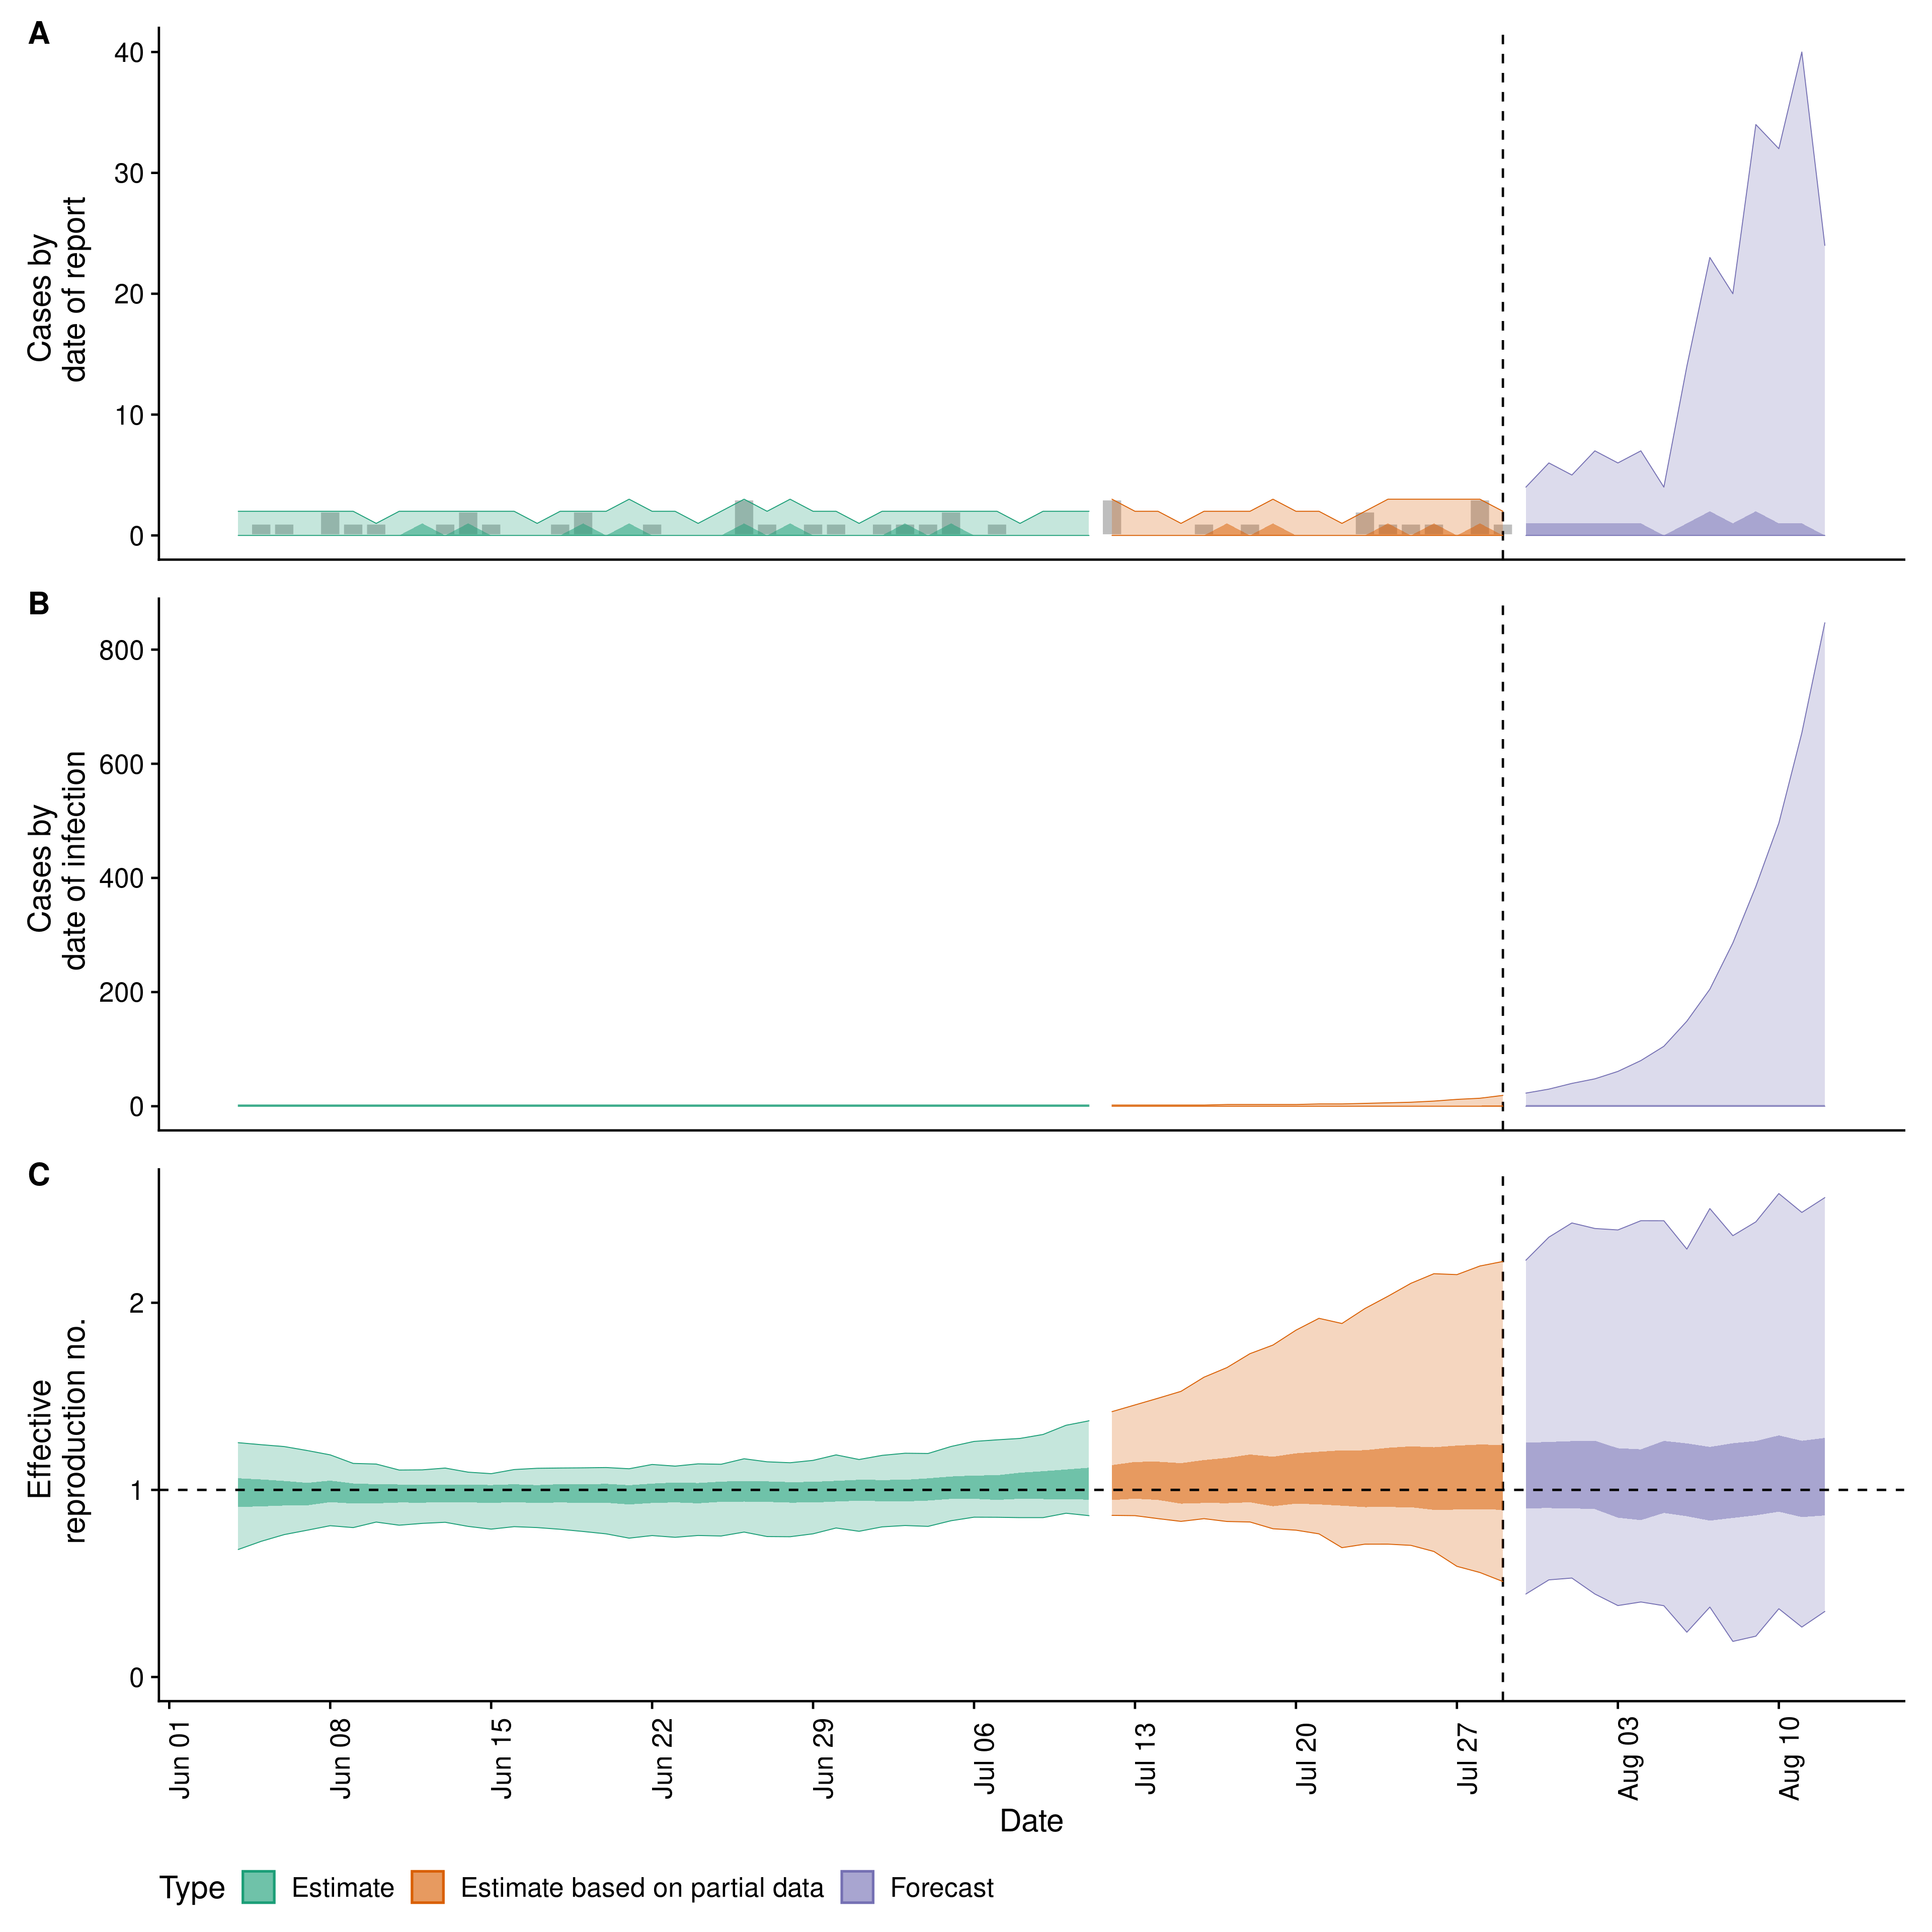 A
40
30
20
10
0
Cases by
date of report
B
800
600
400
200
0
Cases by
date of infection
C
2
1
0
Effective
reproduction no.
Jun 01
Jun 08
Jun 15
Jun 22
Jun 29
Jul 06
Jul 13
Jul 20
Jul 27
Aug 03
Aug 10
Date
Type Estimate Estimate based on partial data Forecast